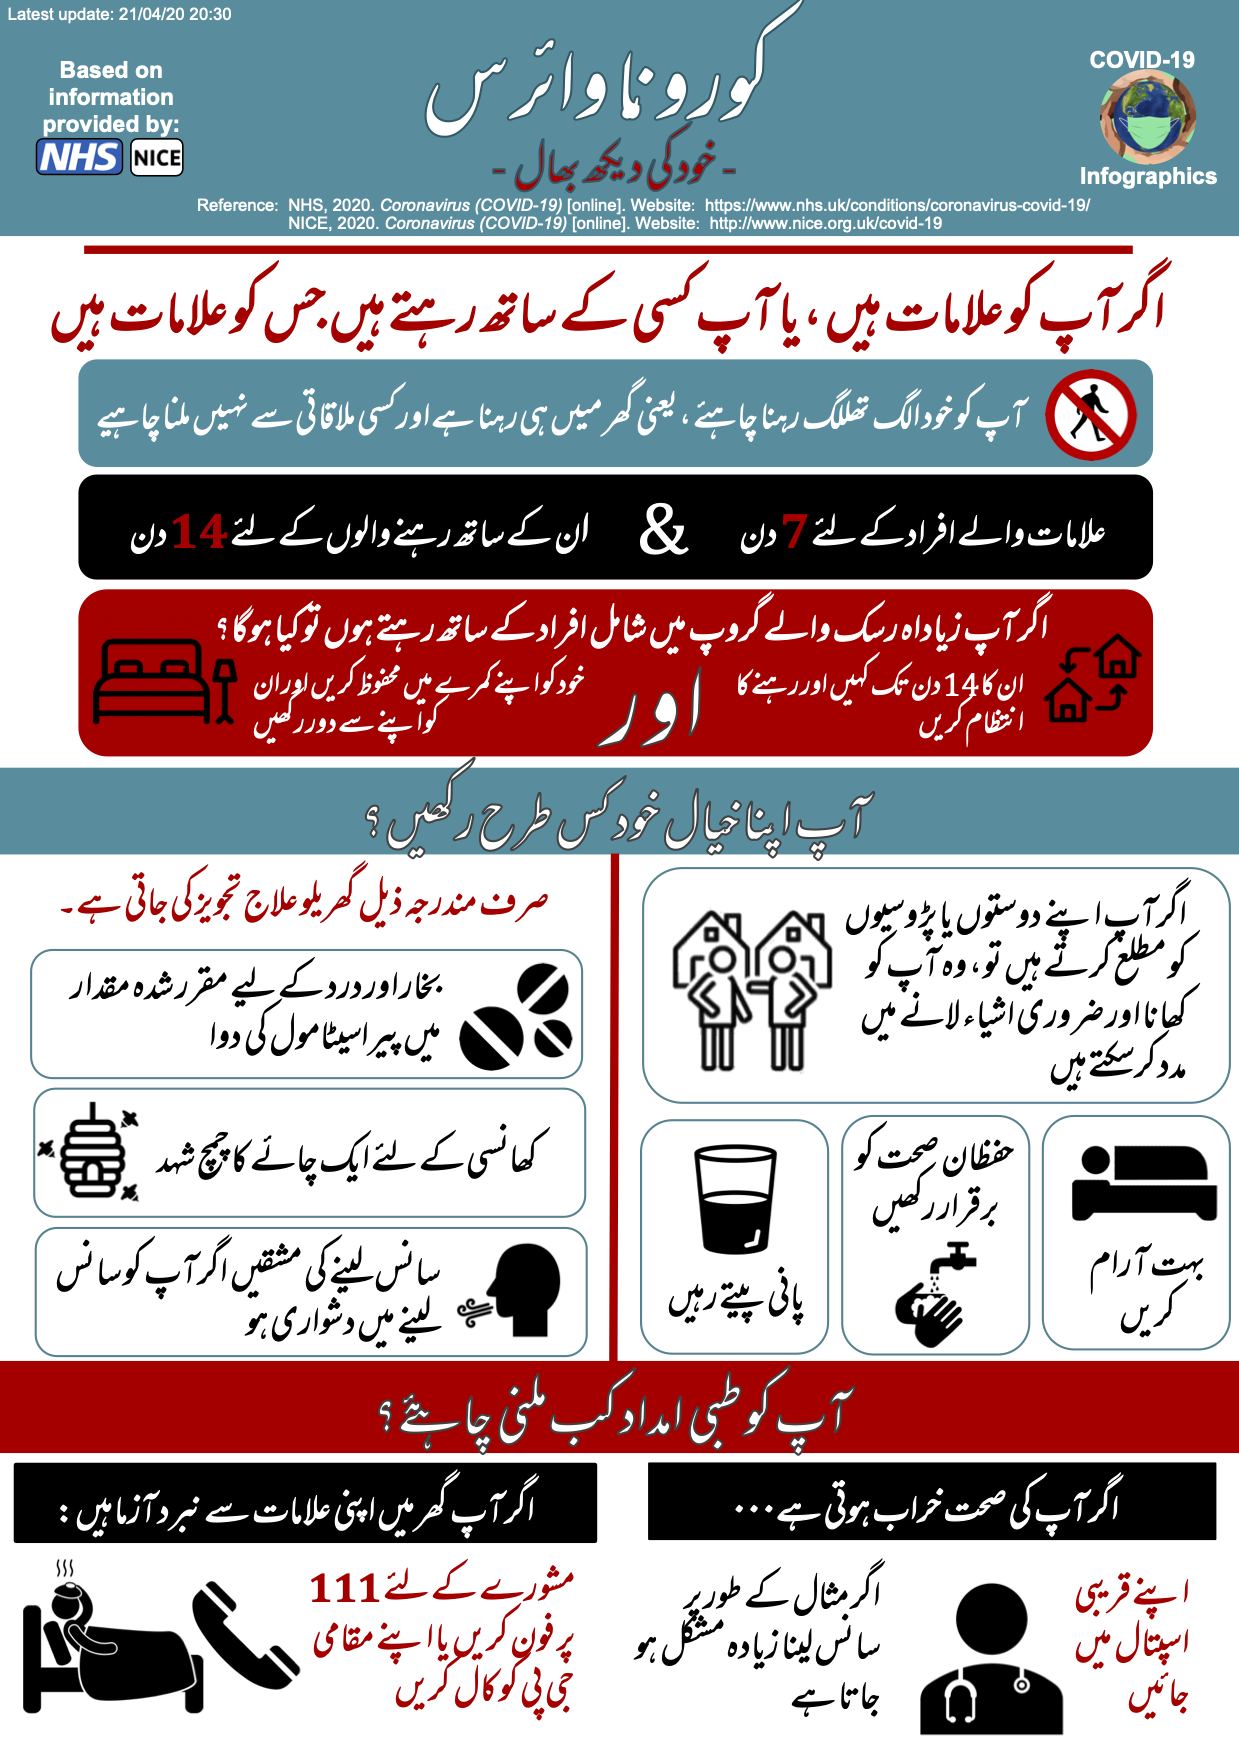 Latest update: 21/04/20 20:30
Based on
information
provided by:
NHS NICE
کورونا وائرس
- خود کی دیکھ بھال -
COVID-19
Infographics
Reference: NHS, 2020. Coronavirus (COVID-19) [online]. Website: https://www.nhs.uk/conditions/coronavirus-covid-19/
NICE, 2020. Coronavirus (COVID-19) [online]. Website: http://www.nice.org.uk/covid-19
اگر آپ کو علامات ہیں ، یا آپ کسی کے ساتھ رہتے ہیں جس کو علامات ہیں
آپ کو خود الگ تھلگ رہنا چاہئے ، یعنی گھر میں ہی رہنا ہے اور کسی ملاقاتی سے نہیں ملنا چاہیے
علامات والے افراد کے لئے 7 دن
&
ان کے ساتھ رہنے والوں کے لئے 14 دن
اگر آپ زیاداہ رسک والے گروپ میں شامل افراد کے ساتھ رہتے ہوں تو کیا ہوگا؟
ان کا 14 دن تک کہیں اور رہنے کا
انتظام کریں
اور
خود کو اپنے کمرے میں محفوظ کریں اور ان
کو اپنے سے دور رکھیں
آپ اپنا خیال خود کس طرح رکھیں؟
اگر آپ اپنے دوستوں یا پڑوسیوں
کو مطلع کرتے ہیں تو، وہ آپ کو
کھانا اور ضروری اشیاء لانے میں
مدد کر سکتے ہیں
بہت آرام
کریں
حفظان صحت کو
برقرار رکھیں
پانی پیتے رہیں
صرف مندرجہ ذیل گھریلو علاج تجویز کی جاتی ہے۔
بخار اور درد کے لیے مقرر شدہ مقدار
میں پیراسیٹامول کی دوا
کھانسی کے لئے ایک چائے کا چمچ شہد
سانس لینے کی مشقیں اگر آپ کو سانس
لینے میں دشواری ہو
آپ کو طبی امداد کب ملنی چاہئے؟
اگر آپ کی صحت خراب ہوتی ہے...
اپنے قریبی
اسپتال میں
جائیں
اگر مثال کے طور پر
سانس لینا زیادہ مشکل ہو
جاتا ہے
اگر آپ گھر میں اپنی علامات سے نبرد آزما ہیں:
مشورے کے لئے 111
پر فون کریں یا اپنے مقامی
جی پی کو کال کریں